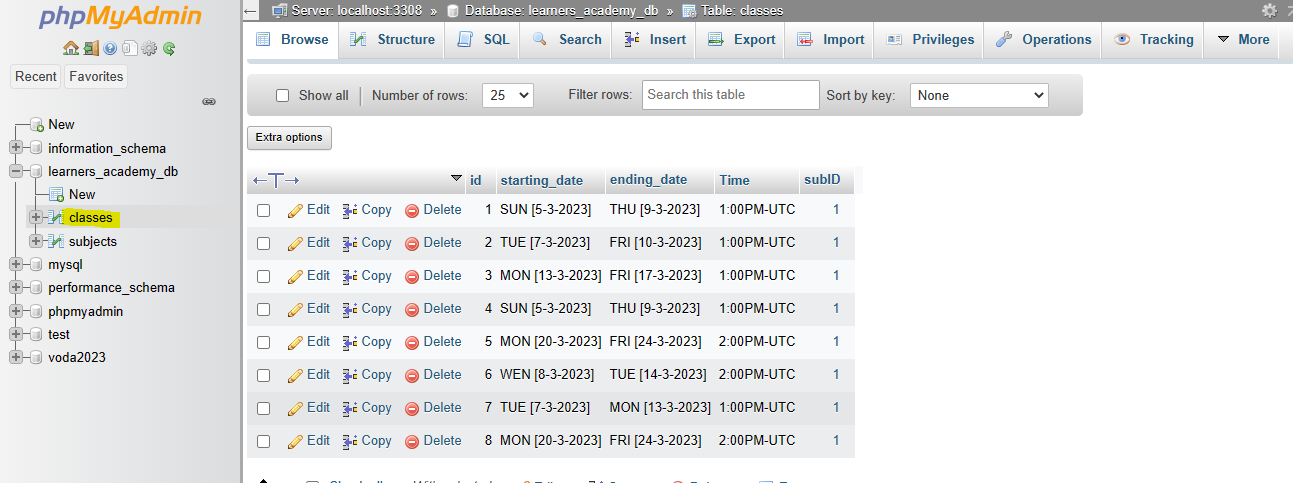 phpMyAdmin
Recent Favorites
New
information_schema
learners_academy_db
New
classes
subjects
mysql
performance_schema
phpmyadmin
test
voda2023
Server: localhost:3308 » Database: learners_academy_db » Table: classes
Browse Structure SQL Search Insert Export Import Privileges Operations Tracking More
Show all Number of rows: 25 Filter rows: Search this table Sort by key: None
Extra options
id starting_date ending_date Time subID
Edit Copy Delete 1 SUN [5-3-2023] THU [9-3-2023] 1:00PM-UTC 1
Edit Copy Delete 2 TUE [7-3-2023] FRI [10-3-2023] 1:00PM-UTC 1
Edit Copy Delete 3 MON [13-3-2023] FRI [17-3-2023] 1:00PM-UTC 1
Edit Copy Delete 4 SUN [5-3-2023] THU [9-3-2023] 1:00PM-UTC 1
Edit Copy Delete 5 MON [20-3-2023] FRI [24-3-2023] 2:00PM-UTC 1
Edit Copy Delete 6 WEN [8-3-2023] TUE [14-3-2023] 2:00PM-UTC 1
Edit Copy Delete 7 TUE [7-3-2023] MON [13-3-2023] 1:00PM-UTC 1
Edit Copy Delete 8 MON [20-3-2023] FRI [24-3-2023] 2:00PM-UTC 1